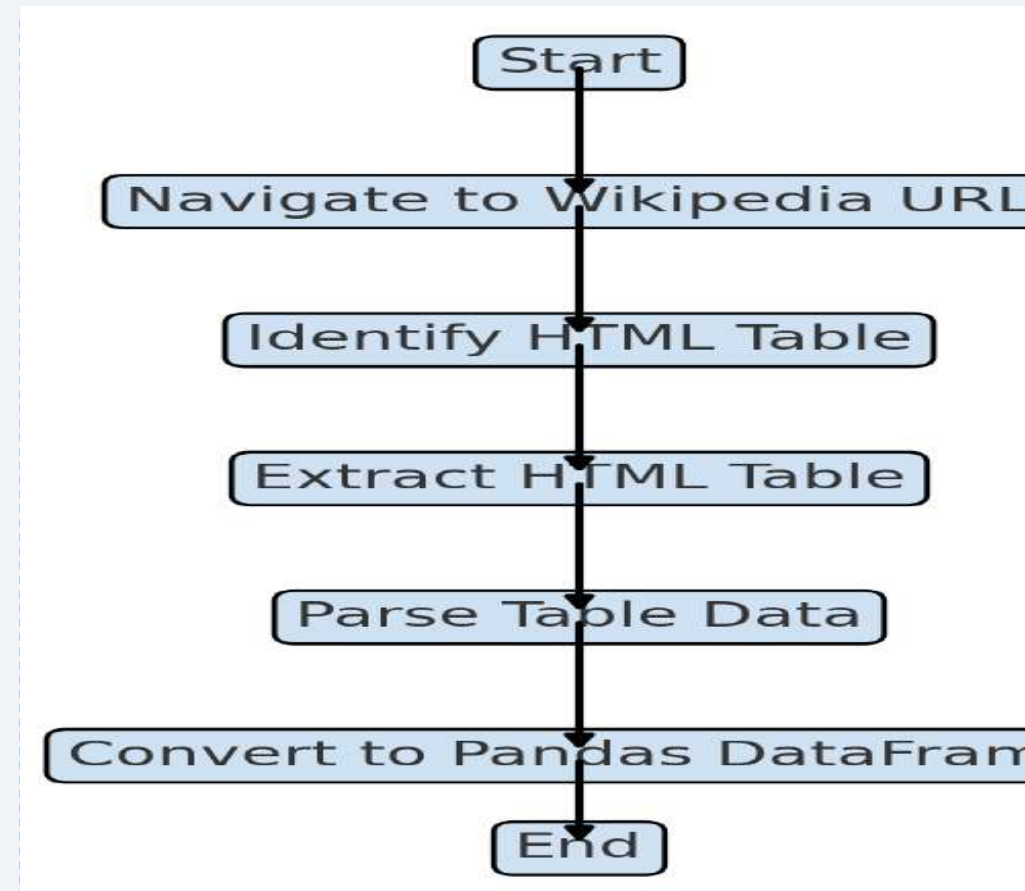 Start
Navigate to Wikipedia URL
Identify HTML Table
Extract HTML Table
Parse Table Data
Convert to Pandas DataFram
End